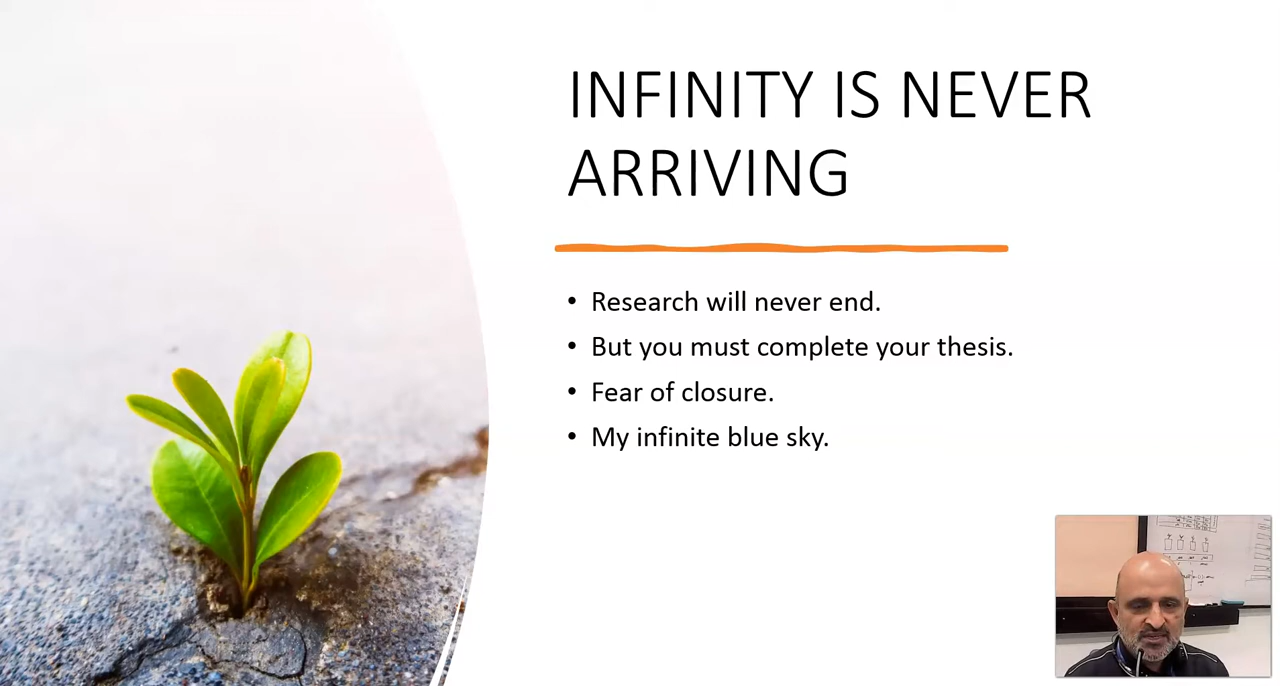 INFINITY IS NEVER
ARRIVING
• Research will never end.
• But you must complete your thesis.
• Fear of closure.
• My infinite blue sky.